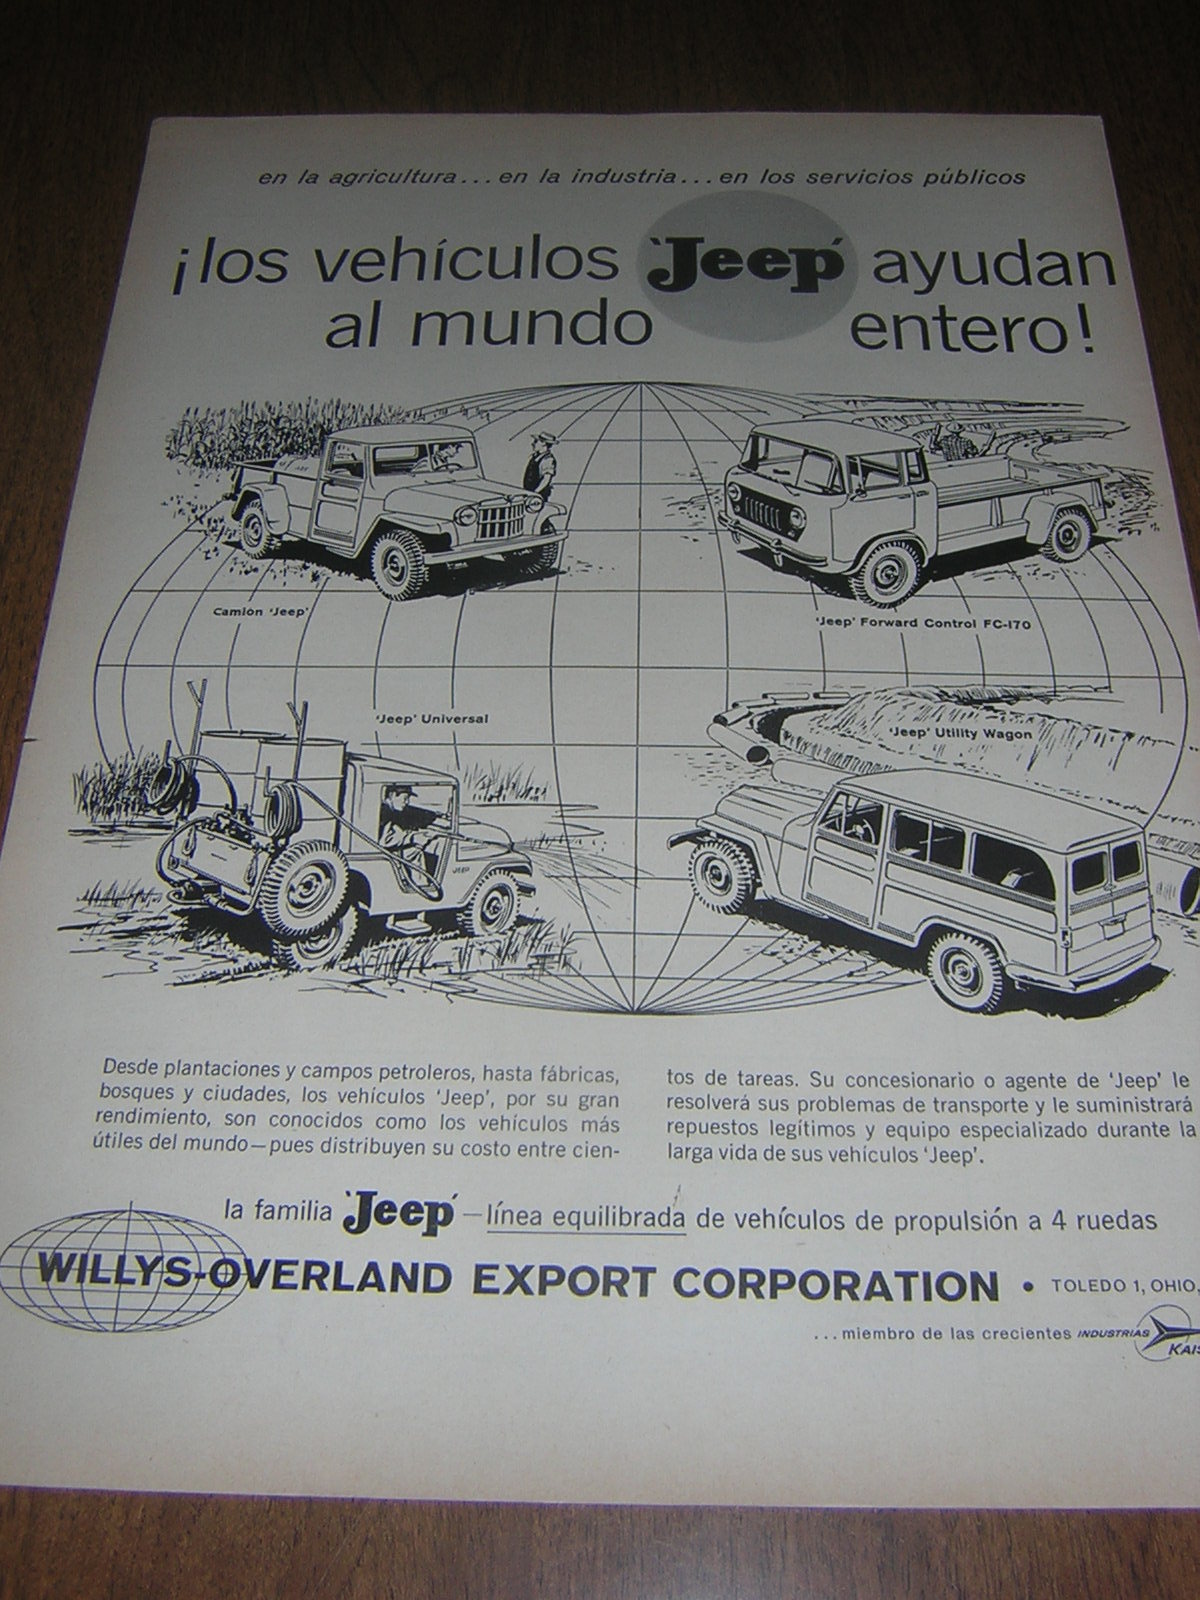 en la agricultura...en la industria...en los servicios públicos
¡los vehículos 'Jeep' ayudan
al mundo entero!
Camión 'Jeep'
'Jeep' Forward Control FC-170
'Jeep' Universal
'Jeep' Utility Wagon
JEEP
Desde plantaciones y campos petroleros, hasta fábricas,
bosques y ciudades, los vehículos 'Jeep', por su gran
rendimiento, son conocidos como los vehículos más
útiles del mundo—pues distribuyen su costo entre cien-
tos de tareas. Su concesionario o agente de 'Jeep' le
resolverá sus problemas de transporte y le suministrará
repuestos legítimos y equipo especializado durante la
larga vida de sus vehículos 'Jeep'.
la familia 'Jeep'—línea equilibrada de vehículos de propulsión a 4 ruedas
WILLYS-OVERLAND EXPORT CORPORATION • TOLEDO 1, OHIO,
...miembro de las crecientes INDUSTRIAS